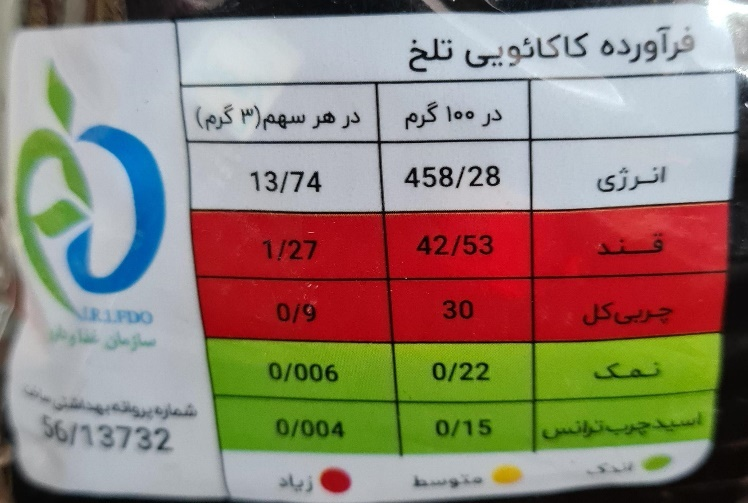 فرآورده کاکائویی تلخ
در ۱۰۰ گرم در هر سهم(۳ گرم)
انرژی 458/28 13/74
قند 42/53 1/27
چربی‌کل 30 0/9
نمک 0/22 0/006
اسیدچرب‌ترانس 0/15 0/004
اندک متوسط زیاد
I.R.I.FDO
سازمان غذا و دارو
شماره پروانه بهداشتی ساخت
56/13732